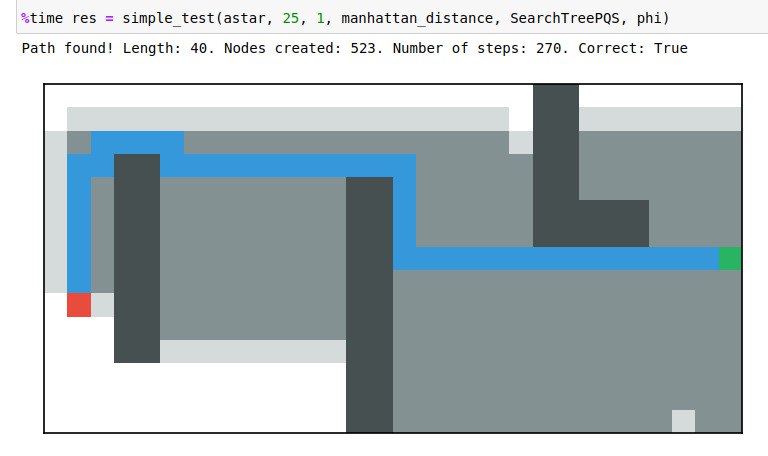 %time res = simple_test(astar, 25, 1, manhattan_distance, SearchTreePQS, phi)
Path found! Length: 40. Nodes created: 523. Number of steps: 270. Correct: True